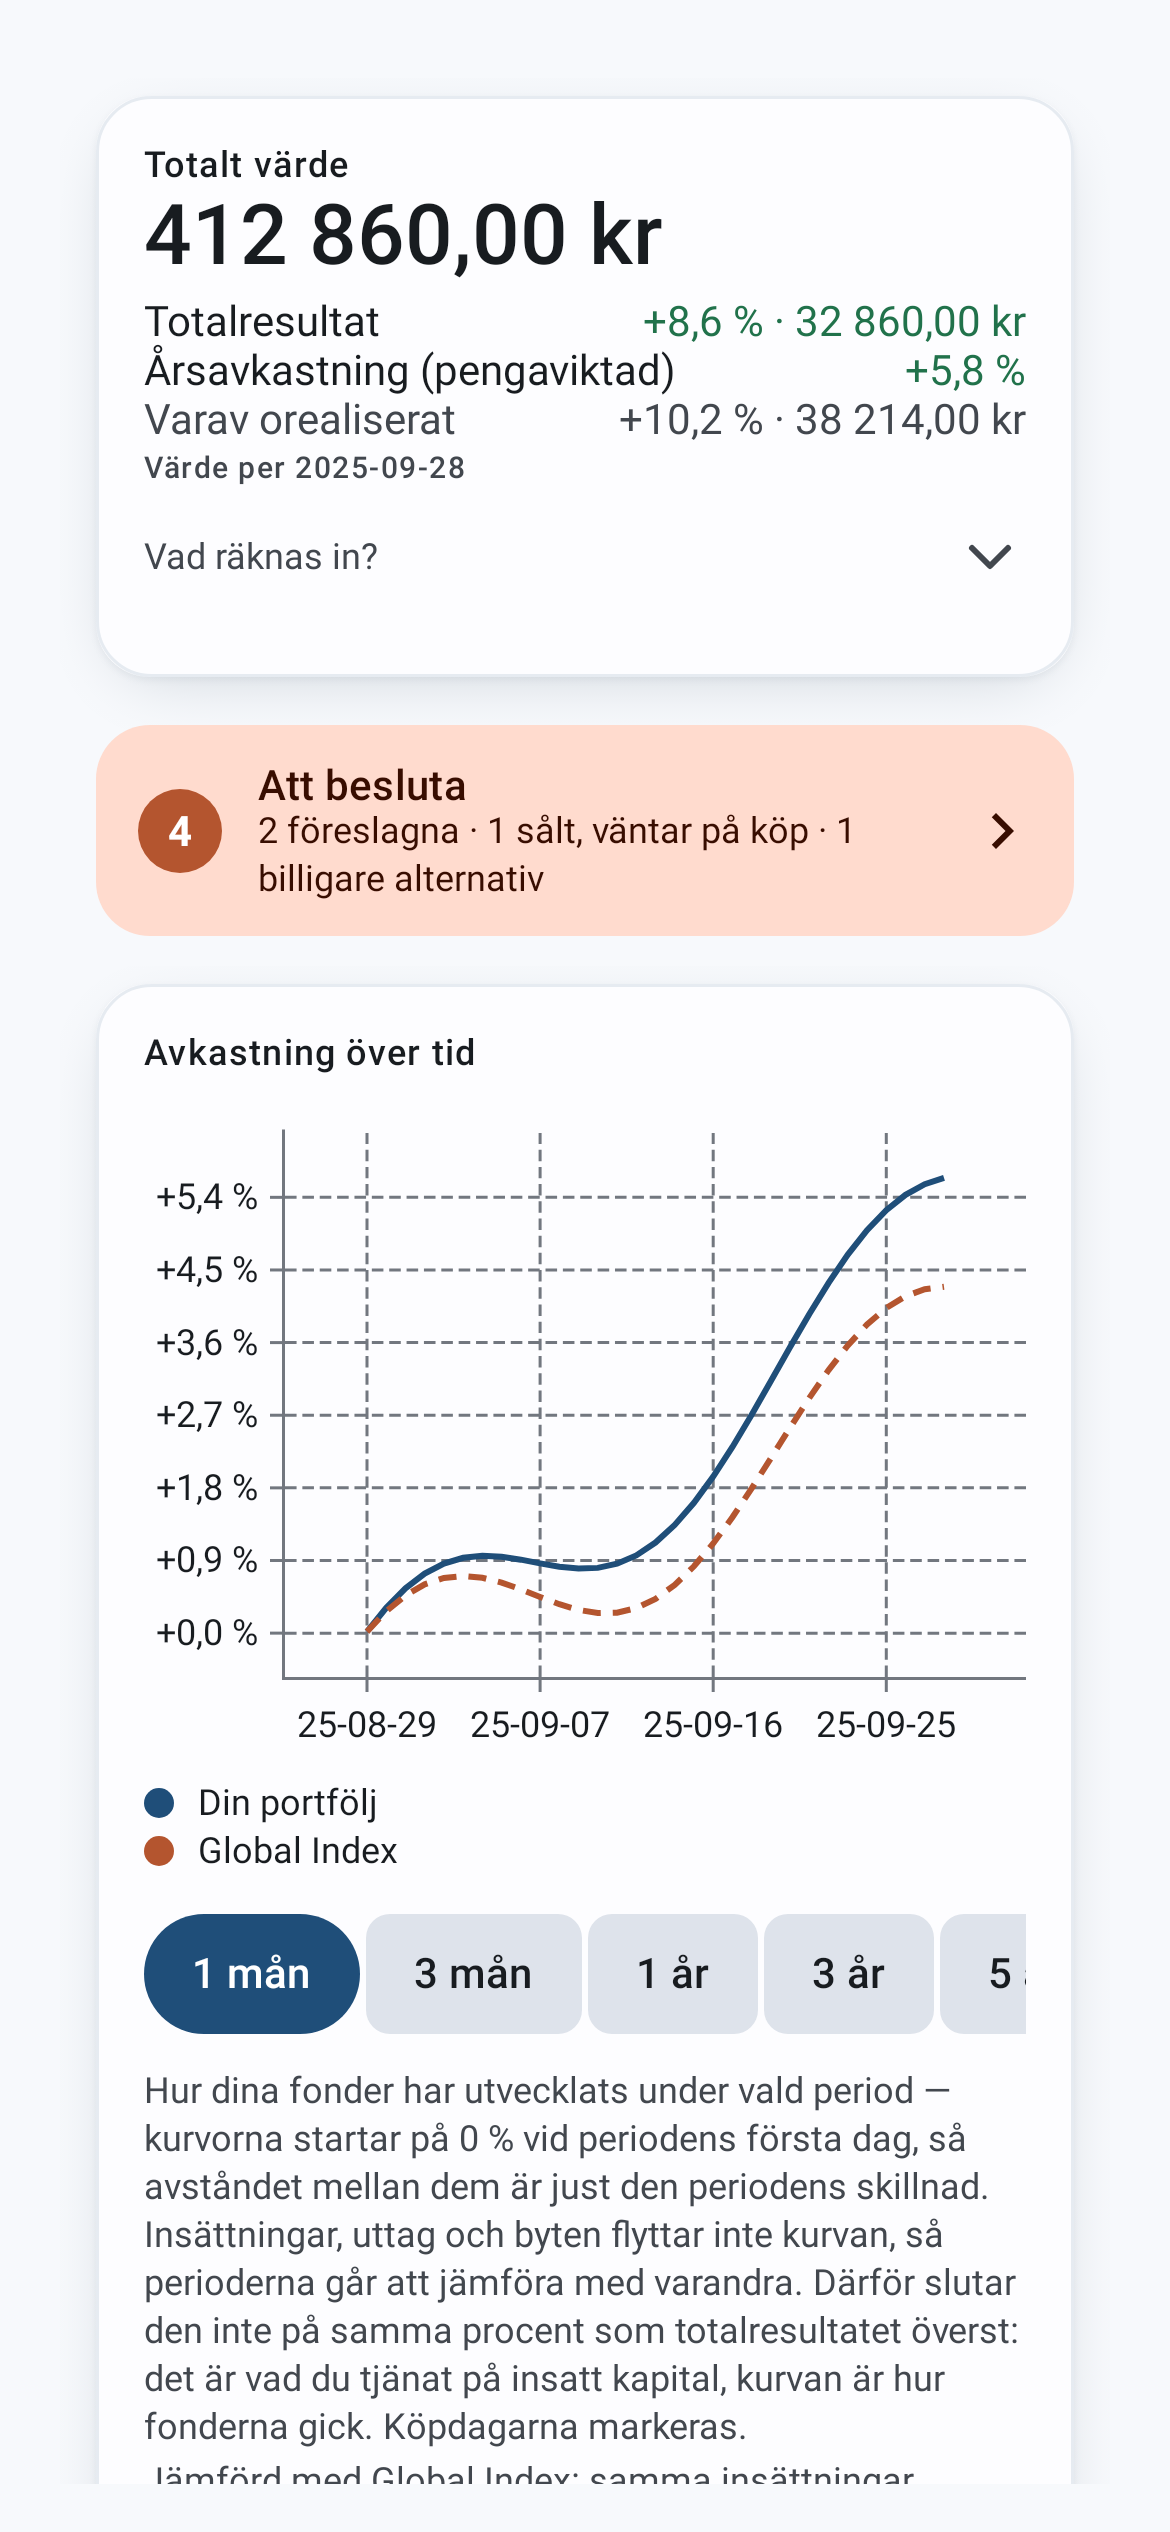 Totalt värde
412 860,00 kr
Totalresultat +8,6 % · 32 860,00 kr
Årsavkastning (pengaviktad) +5,8 %
Varav orealiserat +10,2 % · 38 214,00 kr
Värde per 2025-09-28
Vad räknas in?
4
Att besluta
2 föreslagna · 1 sålt, väntar på köp · 1
billigare alternativ
Avkastning över tid
+5,4 %
+4,5 %
+3,6 %
+2,7 %
+1,8 %
+0,9 %
+0,0 %
25-08-29 25-09-07 25-09-16 25-09-25
Din portfölj
Global Index
1 mån 3 mån 1 år 3 år 5
Hur dina fonder har utvecklats under vald period –
kurvorna startar på 0 % vid periodens första dag, så
avståndet mellan dem är just den periodens skillnad.
Insättningar, uttag och byten flyttar inte kurvan, så
perioderna går att jämföra med varandra. Därför slutar
den inte på samma procent som totalresultatet överst:
det är vad du tjänat på insatt kapital, kurvan är hur
fonderna gick. Köpdagarna markeras.
Jämförd med Global Index: samma insättningar